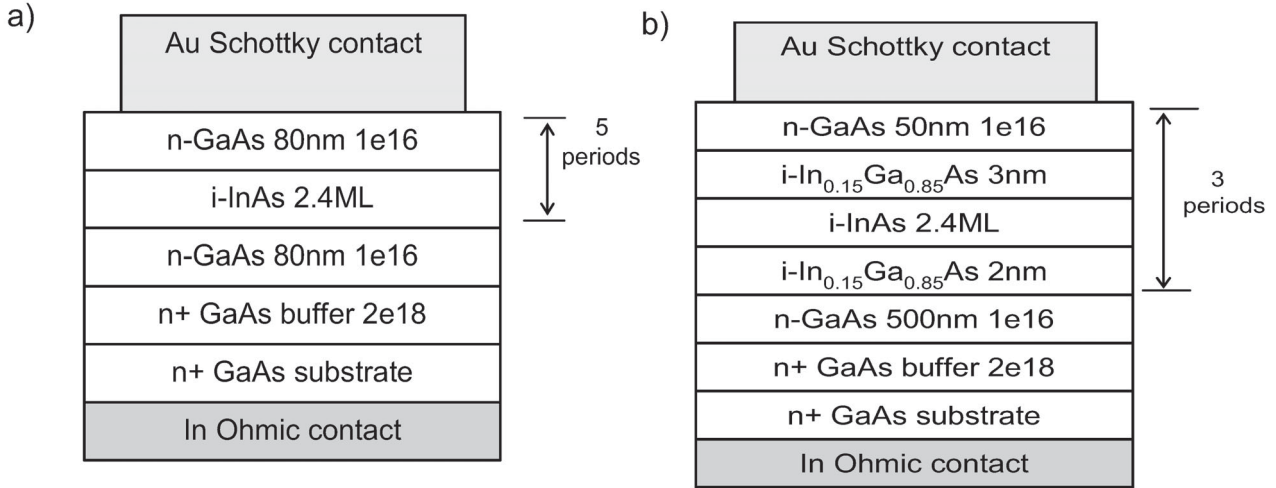 a)
Au Schottky contact
n-GaAs 80nm 1e16
i-InAs 2.4ML
n-GaAs 80nm 1e16
n+ GaAs buffer 2e18
n+ GaAs substrate
In Ohmic contact
5
periods
b)
Au Schottky contact
n-GaAs 50nm 1e16
i-In0.15Ga0.85As 3nm
i-InAs 2.4ML
i-In0.15Ga0.85As 2nm
n-GaAs 500nm 1e16
n+ GaAs buffer 2e18
n+ GaAs substrate
In Ohmic contact
3
periods